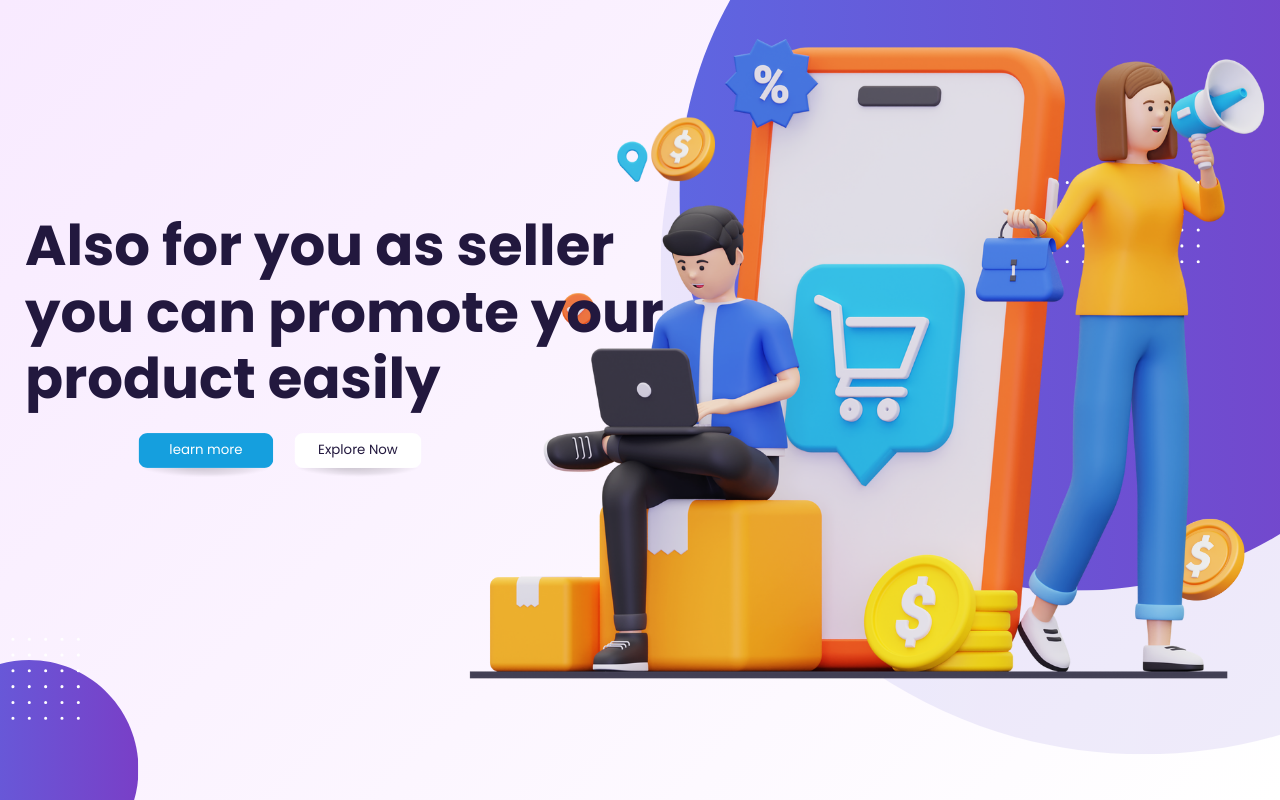 Also for you as seller
you can promote your
product easily
learn more
Explore Now
%
$
$
$